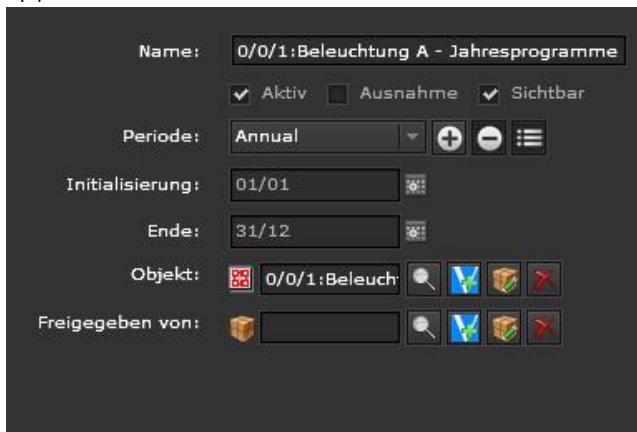 Name: 0/0/1:Beleuchtung A - Jahresprogramme
Aktiv Ausnahme Sichtbar
Periode: Annual
Initialisierung: 01/01
Ende: 31/12
Objekt: 0/0/1:Beleuch
Freigegeben von: